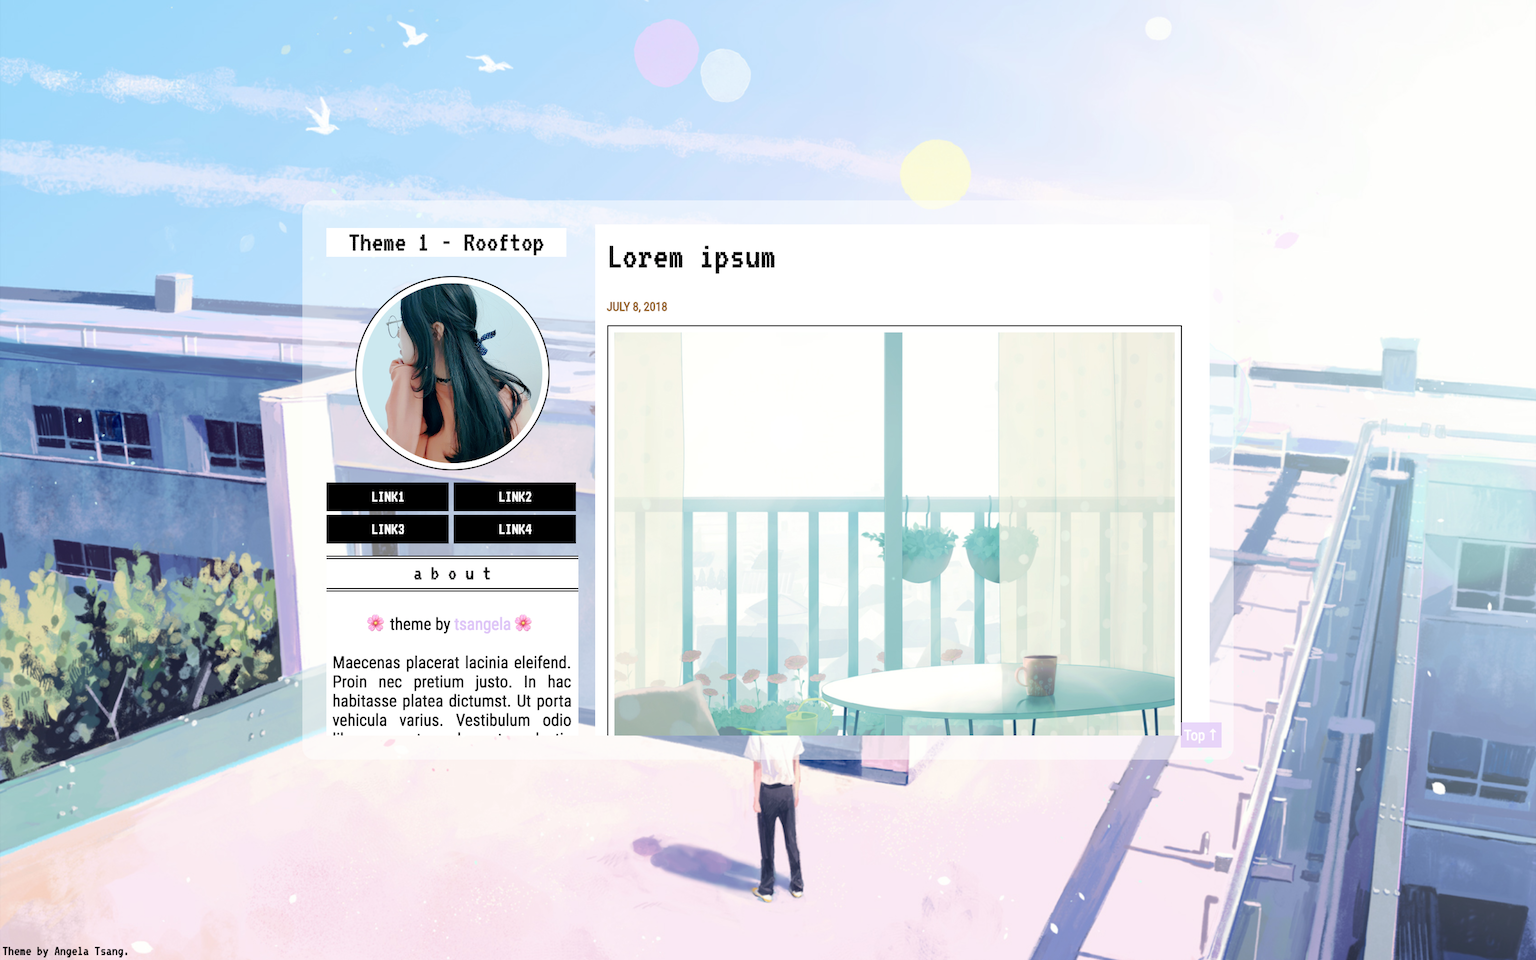 Theme 1 - Rooftop
LINK1 LINK2
LINK3 LINK4
about
🌸 theme by tsangela 🌸
Maecenas placerat lacinia eleifend.
Proin nec pretium justo. In hac
habitasse platea dictumst. Ut porta
vehicula varius. Vestibulum odio
Lorem ipsum
JULY 8, 2018
Top ↑
Theme by Angela Tsang.